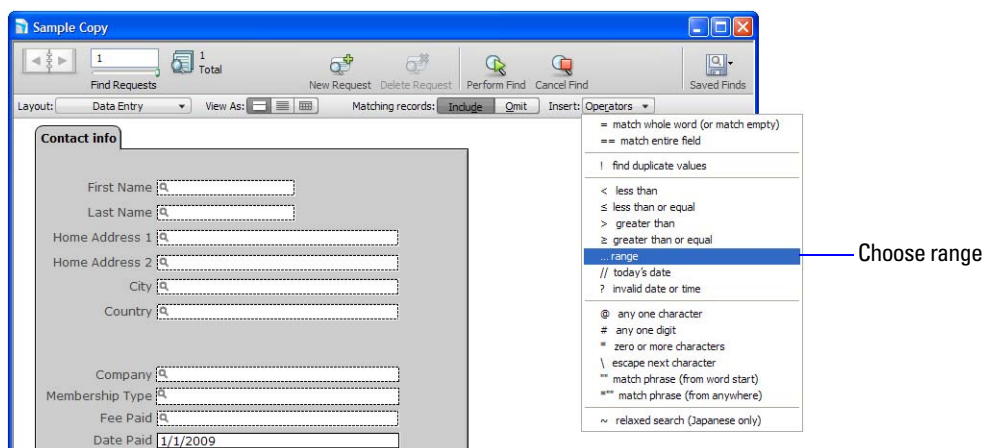 Sample Copy
1
1
Total
Find Requests
New Request Delete Request Perform Find Cancel Find
Saved Finds
Layout: Data Entry View As: Matching records: Include Omit Insert: Operators
Contact info
First Name
Last Name
Home Address 1
Home Address 2
City
Country
Company
Membership Type
Fee Paid
Date Paid 1/1/2009
= match whole word (or match empty)
== match entire field
! find duplicate values
< less than
≤ less than or equal
> greater than
≥ greater than or equal
... range
// today's date
? invalid date or time
@ any one character
# any one digit
* zero or more characters
\ escape next character
"" match phrase (from word start)
*"" match phrase (from anywhere)
~ relaxed search (Japanese only)
Choose range